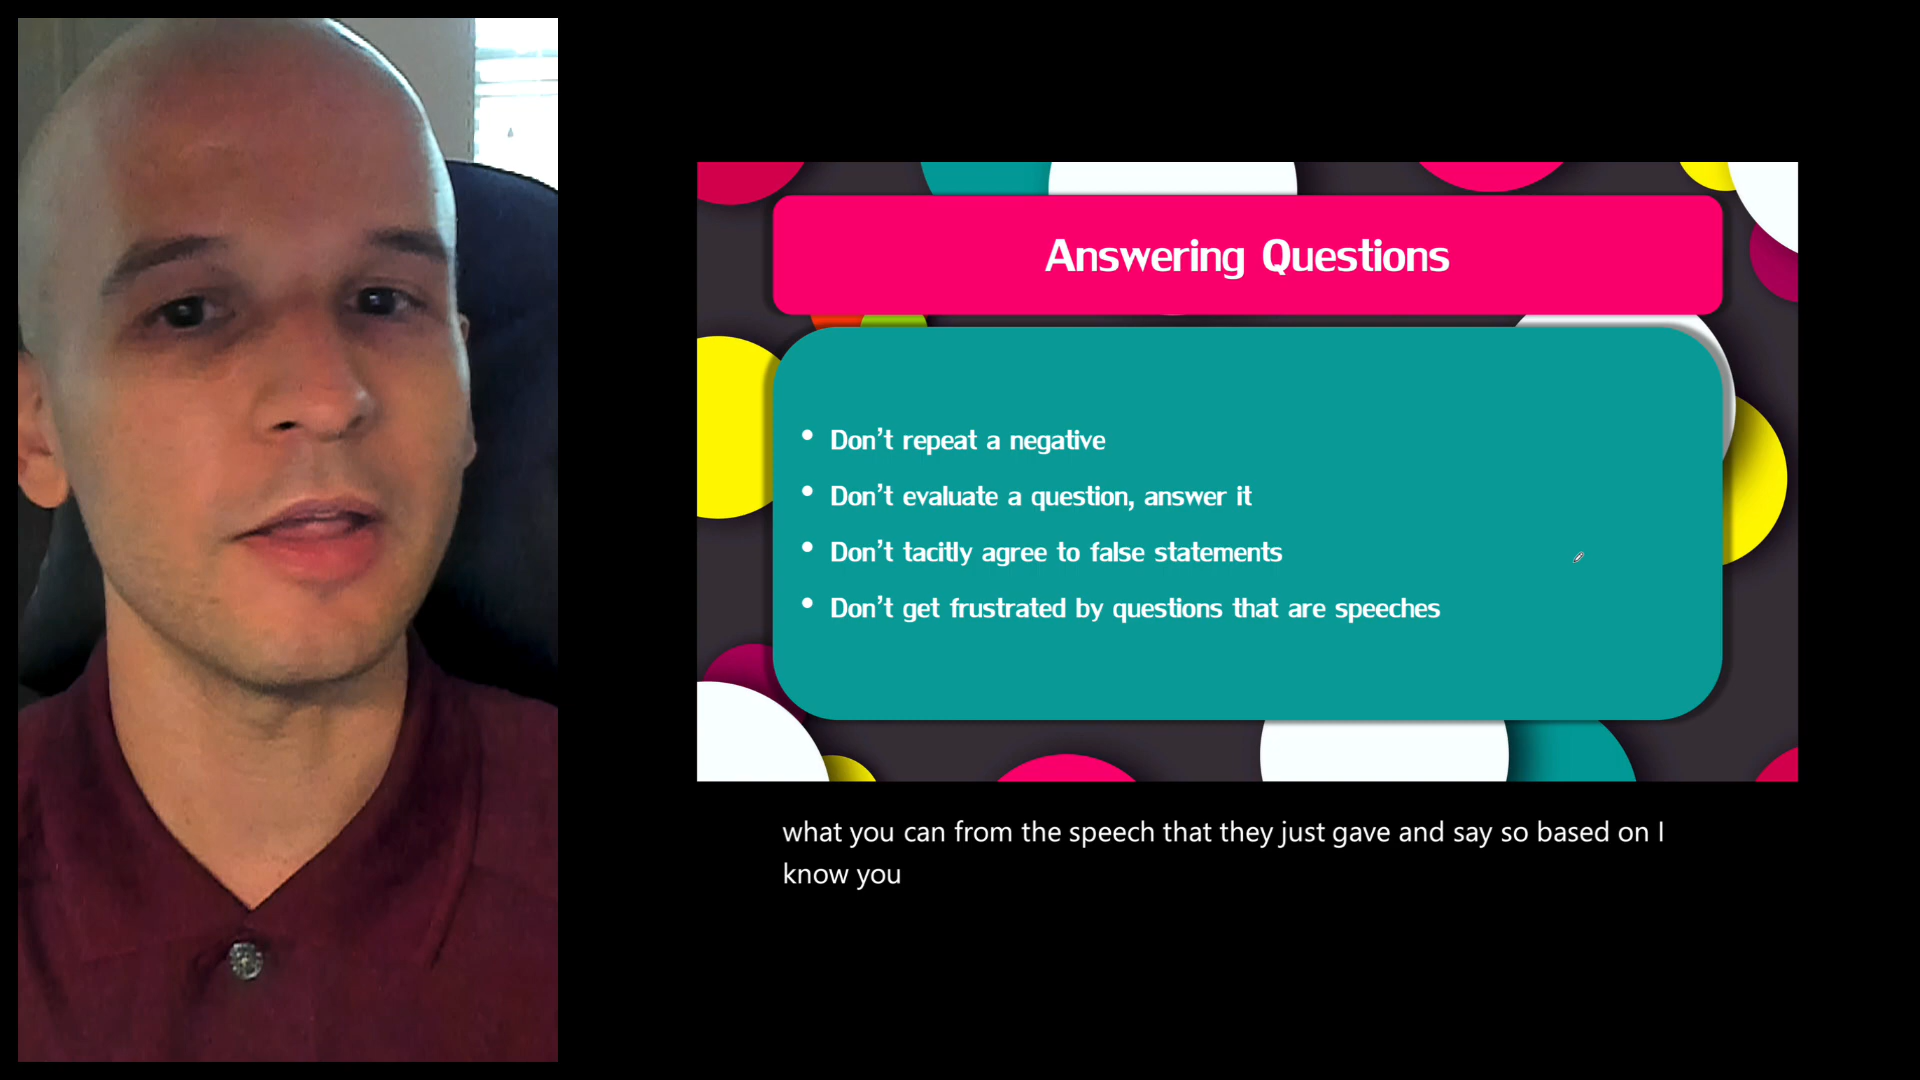 Answering Questions
• Don't repeat a negative
• Don't evaluate a question, answer it
• Don't tacitly agree to false statements
• Don't get frustrated by questions that are speeches
what you can from the speech that they just gave and say so based on I
know you